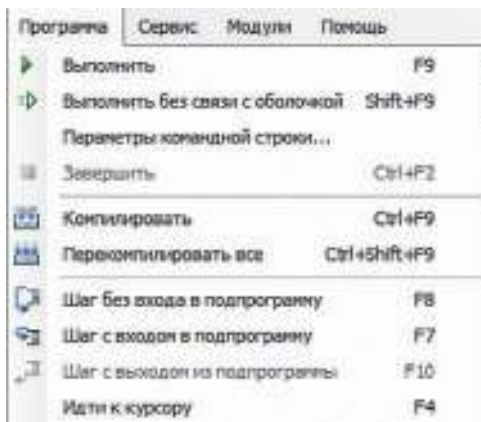 Программа Сервис Модули Помощь
Выполнить F9
Выполнить без связи с оболочкой Shift+F9
Параметры командной строки...
Завершить Ctrl+F2
Компилировать Ctrl+F9
Перекомпилировать все Ctrl+Shift+F9
Шаг без входа в подпрограмму F8
Шаг с входом в подпрограмму F7
Шаг с выходом из подпрограммы F10
Идти к курсору F4